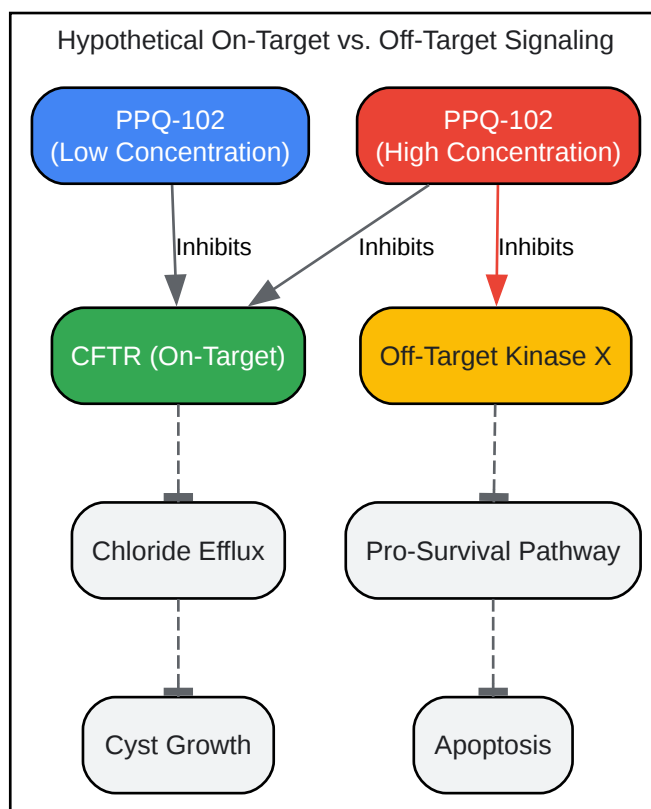 Hypothetical On-Target vs. Off-Target Signaling
PPQ-102
(Low Concentration)
PPQ-102
(High Concentration)
Inhibits
Inhibits
Inhibits
CFTR (On-Target)
Off-Target Kinase X
Chloride Efflux
Pro-Survival Pathway
Cyst Growth
Apoptosis